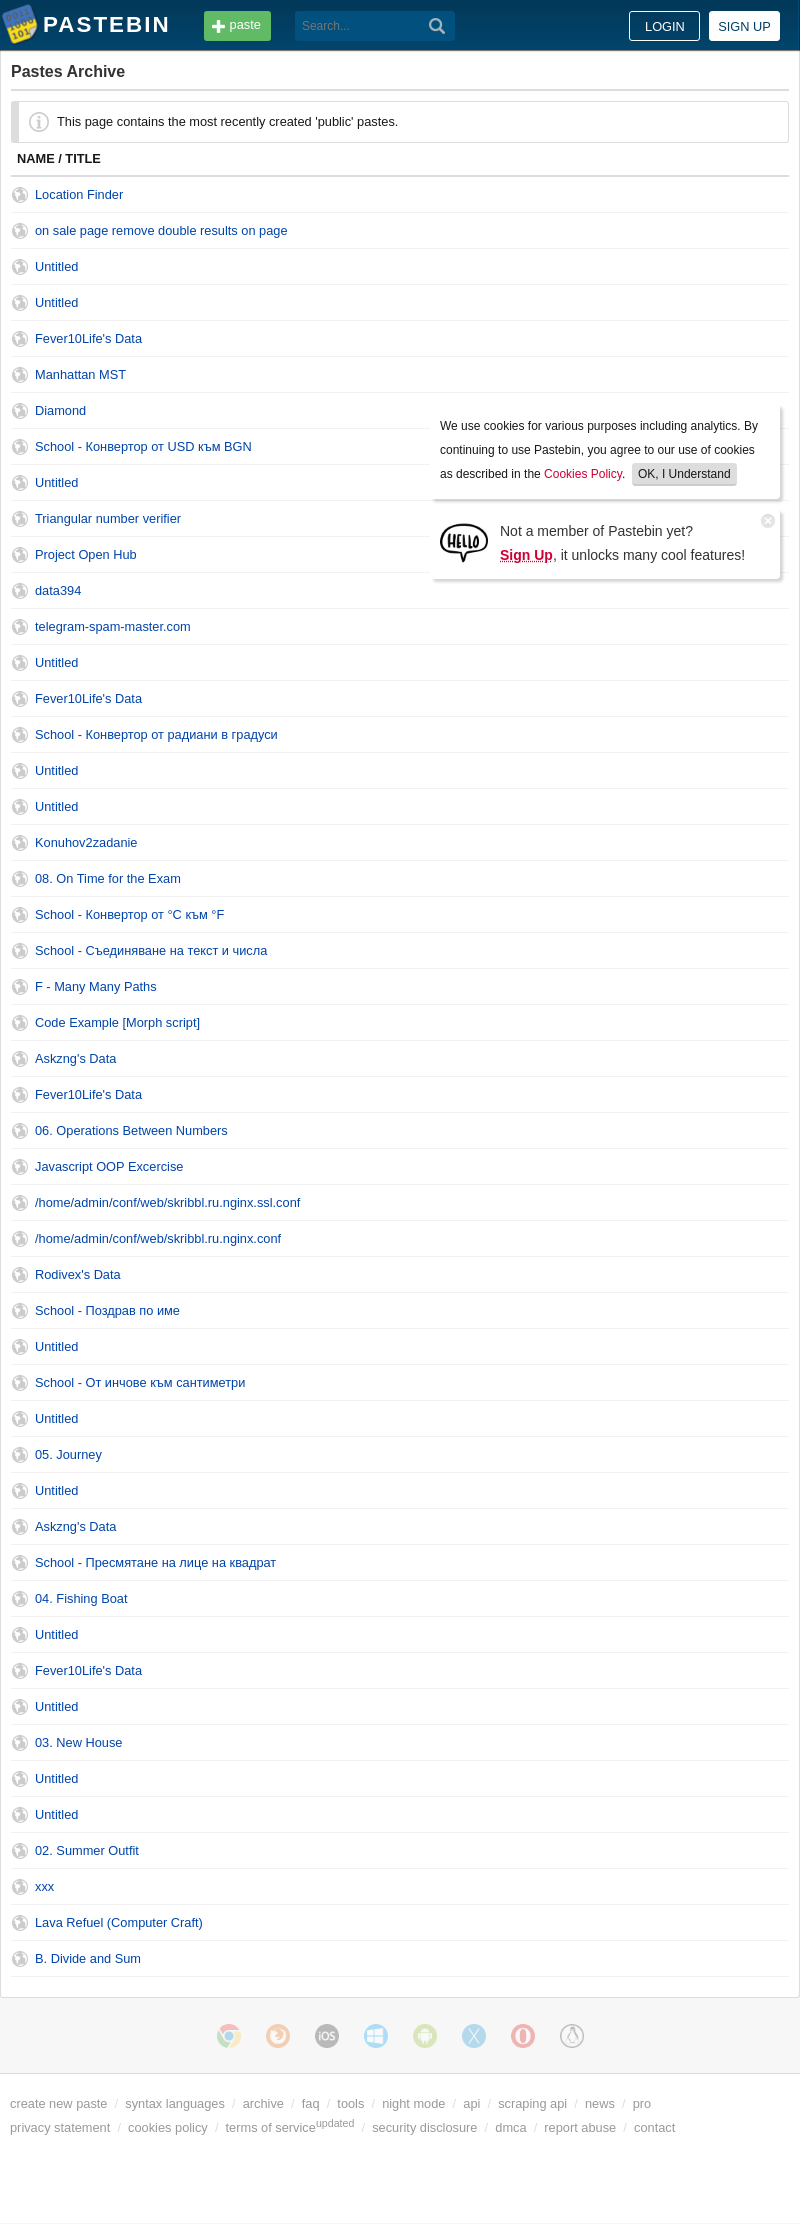 PASTEBIN
paste
Search...
LOGIN
SIGN UP
Pastes Archive
This page contains the most recently created 'public' pastes.
NAME / TITLE
Location Finder
on sale page remove double results on page
Untitled
Untitled
Fever10Life's Data
Manhattan MST
Diamond
School - Конвертор от USD към BGN
Untitled
Triangular number verifier
Project Open Hub
We use cookies for various purposes including analytics. By
continuing to use Pastebin, you agree to our use of cookies
as described in the Cookies Policy. OK, I Understand
HELLO
Not a member of Pastebin yet?
Sign Up, it unlocks many cool features!
data394
telegram-spam-master.com
Untitled
Fever10Life's Data
School - Конвертор от радиани в градуси
Untitled
Untitled
Konuhov2zadanie
08. On Time for the Exam
School - Конвертор от °C към °F
School - Съединяване на текст и числа
F - Many Many Paths
Code Example [Morph script]
Askzng's Data
Fever10Life's Data
06. Operations Between Numbers
Javascript OOP Excercise
/home/admin/conf/web/skribbl.ru.nginx.ssl.conf
/home/admin/conf/web/skribbl.ru.nginx.conf
Rodivex's Data
School - Поздрав по име
Untitled
School - От инчове към сантиметри
Untitled
05. Journey
Untitled
Askzng's Data
School - Пресмятане на лице на квадрат
04. Fishing Boat
Untitled
Fever10Life's Data
Untitled
03. New House
Untitled
Untitled
02. Summer Outfit
xxx
Lava Refuel (Computer Craft)
B. Divide and Sum
iOS
create new paste / syntax languages / archive / faq / tools / night mode / api / scraping api / news / pro
privacy statement / cookies policy / terms of service updated / security disclosure / dmca / report abuse / contact